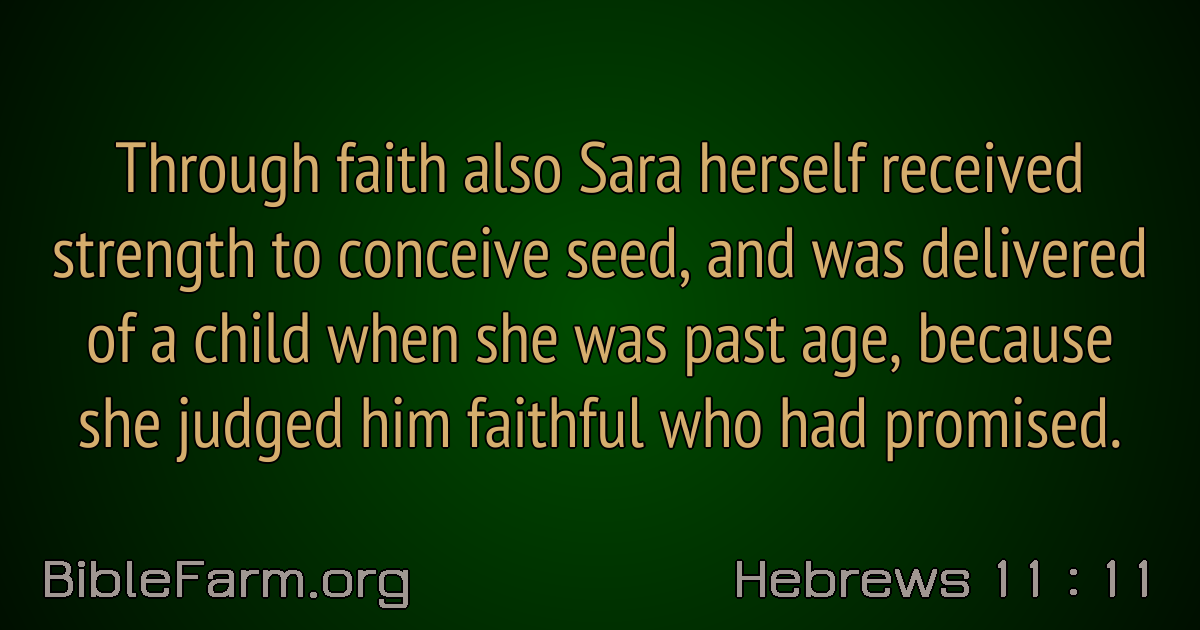 Through faith also Sara herself received
strength to conceive seed, and was delivered
of a child when she was past age, because
she judged him faithful who had promised.
BibleFarm.org
Hebrews 11 : 11